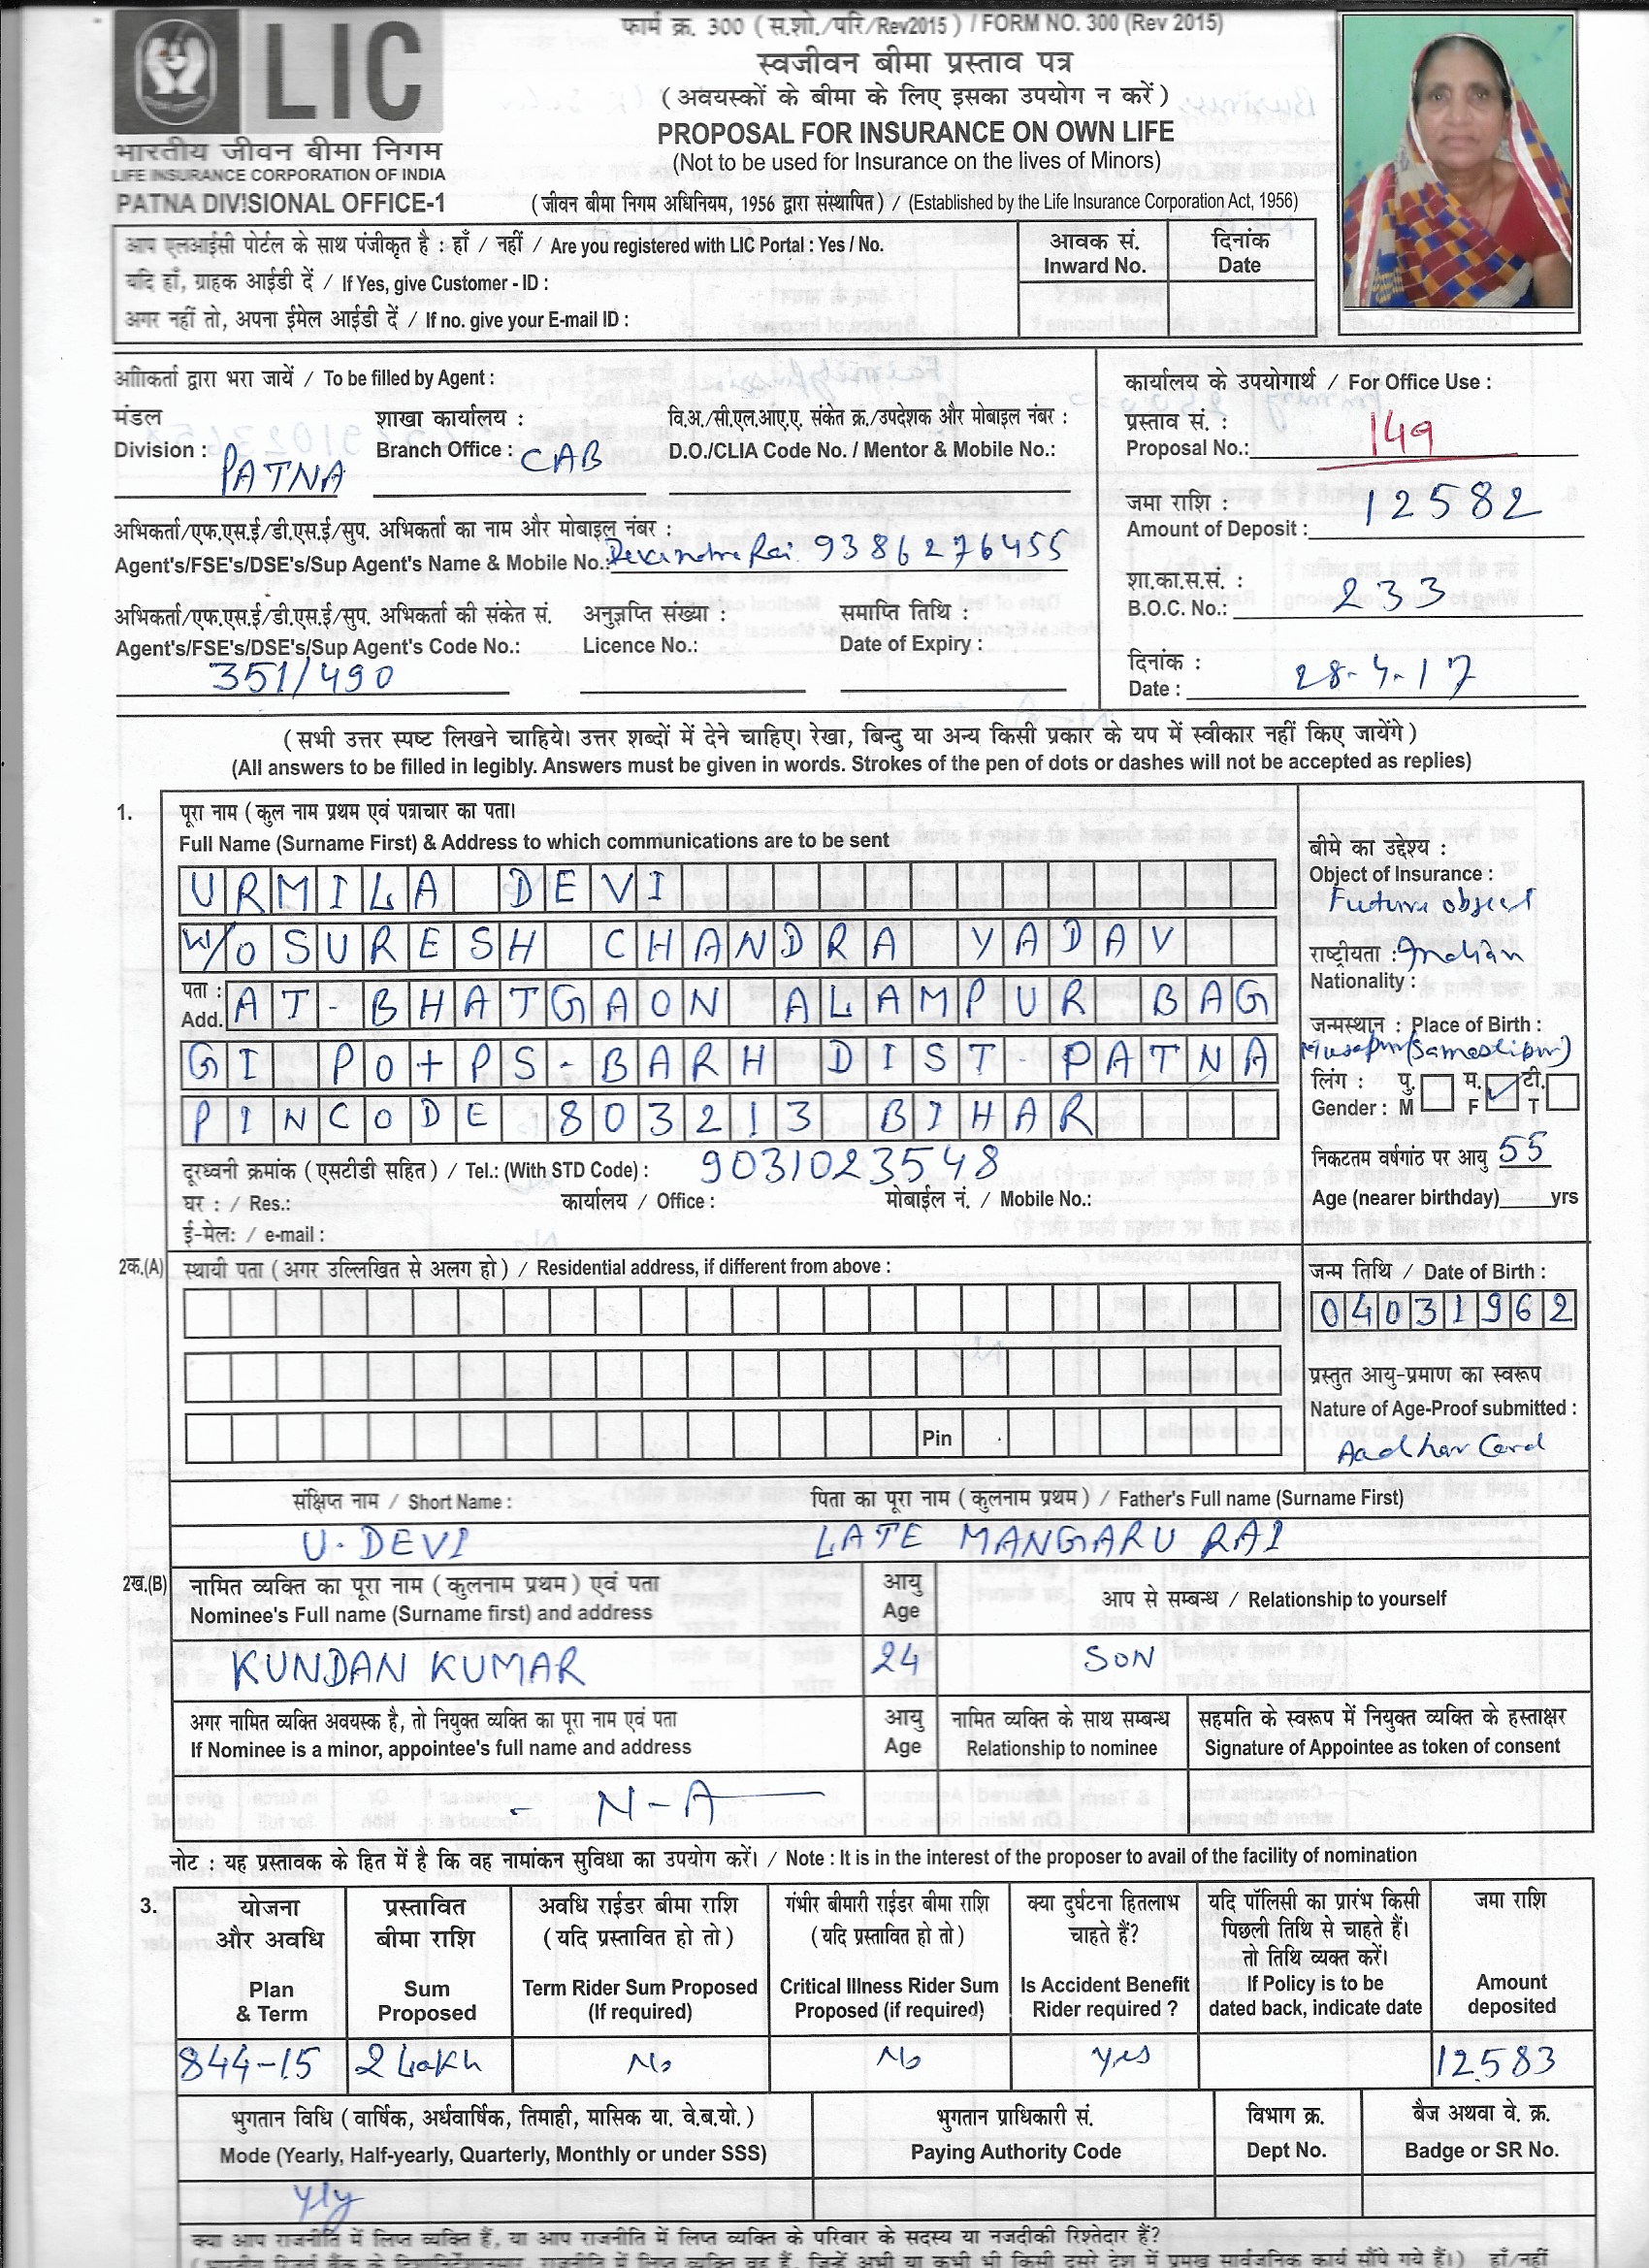 फार्म क्र. 300 ( स.शो./परि/Rev2015 ) / FORM NO. 300 (Rev 2015)
LIC
स्वजीवन बीमा प्रस्ताव पत्र
( अवयस्कों के बीमा के लिए इसका उपयोग न करें )
PROPOSAL FOR INSURANCE ON OWN LIFE
(Not to be used for Insurance on the lives of Minors)
भारतीय जीवन बीमा निगम
LIFE INSURANCE CORPORATION OF INDIA
PATNA DIVISIONAL OFFICE-1
( जीवन बीमा निगम अधिनियम, 1956 द्वारा संस्थापित ) / (Established by the Life Insurance Corporation Act, 1956)
आप एलआईसी पोर्टल के साथ पंजीकृत है : हाँ / नहीं / Are you registered with LIC Portal : Yes / No.
यदि हाँ, ग्राहक आईडी दें / If Yes, give Customer - ID :
अगर नहीं तो, अपना ईमेल आईडी दें / If no. give your E-mail ID :
आवक सं. दिनांक
Inward No. Date
अाािकर्ता द्वारा भरा जायें / To be filled by Agent :
मंडल शाखा कार्यालय : वि.अ./सी.एल.आए.ए. संकेत क्र./उपदेशक और मोबाइल नंबर :
Division : PATNA Branch Office : CAB D.O./CLIA Code No. / Mentor & Mobile No.:
अभिकर्ता/एफ.एस.ई/डी.एस.ई/सुप. अभिकर्ता का नाम और मोबाइल नंबर :
Agent's/FSE's/DSE's/Sup Agent's Name & Mobile No.: Devendra Rai 9386276455
अभिकर्ता/एफ.एस.ई/डी.एस.ई/सुप. अभिकर्ता की संकेत सं. अनुज्ञप्ति संख्या : समाप्ति तिथि :
Agent's/FSE's/DSE's/Sup Agent's Code No.: Licence No.: Date of Expiry :
351/490
कार्यालय के उपयोगार्थ / For Office Use :
प्रस्ताव सं. :
Proposal No.: 149
जमा राशि :
Amount of Deposit : 12582
शा.का.स.सं. :
B.O.C. No.: 233
दिनांक :
Date : 28-4-17
( सभी उत्तर स्पष्ट लिखने चाहिये। उत्तर शब्दों में देने चाहिए। रेखा, बिन्दु या अन्य किसी प्रकार के यप में स्वीकार नहीं किए जायेंगे )
(All answers to be filled in legibly. Answers must be given in words. Strokes of the pen of dots or dashes will not be accepted as replies)
1. पूरा नाम ( कुल नाम प्रथम एवं पत्राचार का पता।
Full Name (Surname First) & Address to which communications are to be sent
URMILA DEVI
W/O SURESH CHANDRA YADAV
पता :
Add. AT - BHATGAON ALAMPUR BAG
GI PO+PS-BARH DIST PATNA
PINCODE 803213 BIHAR
दूरध्वनी क्रमांक ( एसटीडी सहित ) / Tel.: (With STD Code) : 9031023548
घर : / Res.: कार्यालय / Office : मोबाईल नं. / Mobile No.:
ई-मेल: / e-mail :
बीमे का उद्देश्य :
Object of Insurance :
Future object
राष्ट्रीयता : Indian
Nationality :
जन्मस्थान : Place of Birth :
Musapur (Samastipur)
लिंग : पु. म. टी.
Gender : M F ✓ T
निकटतम वर्षगांठ पर आयु 55
Age (nearer birthday)____yrs
2क.(A) स्थायी पता ( अगर उल्लिखित से अलग हो ) / Residential address, if different from above :
Pin
जन्म तिथि / Date of Birth :
04031962
प्रस्तुत आयु-प्रमाण का स्वरूप
Nature of Age-Proof submitted :
Aadhar Card
संक्षिप्त नाम / Short Name : पिता का पूरा नाम ( कुलनाम प्रथम ) / Father's Full name (Surname First)
U. DEVI LATE MANGARU RAI
2ख.(B) नामित व्यक्ति का पूरा नाम ( कुलनाम प्रथम ) एवं पता आयु आप से सम्बन्ध / Relationship to yourself
Nominee's Full name (Surname first) and address Age
KUNDAN KUMAR 24 SON
अगर नामित व्यक्ति अवयस्क है, तो नियुक्त व्यक्ति का पूरा नाम एवं पता आयु नामित व्यक्ति के साथ सम्बन्ध सहमति के स्वरूप में नियुक्त व्यक्ति के हस्ताक्षर
If Nominee is a minor, appointee's full name and address Age Relationship to nominee Signature of Appointee as token of consent
- N-A
नोट : यह प्रस्तावक के हित में है कि वह नामांकन सुविधा का उपयोग करें। / Note : It is in the interest of the proposer to avail of the facility of nomination
3. योजना और अवधि
Plan & Term
प्रस्तावित बीमा राशि
Sum Proposed
अवधि राईडर बीमा राशि ( यदि प्रस्तावित हो तो )
Term Rider Sum Proposed (If required)
गंभीर बीमारी राईडर बीमा राशि ( यदि प्रस्तावित हो तो )
Critical Illness Rider Sum Proposed (if required)
क्या दुर्घटना हितलाभ चाहते हैं?
Is Accident Benefit Rider required ?
यदि पॉलिसी का प्रारंभ किसी पिछली तिथि से चाहते हैं। तो तिथि व्यक्त करें।
If Policy is to be dated back, indicate date
जमा राशि
Amount deposited
844-15 2 Lakh No No Yes 12583
भुगतान विधि ( वार्षिक, अर्धवार्षिक, तिमाही, मासिक या. वे.ब.यो. ) भुगतान प्राधिकारी सं. विभाग क्र. बैज अथवा वे. क्र.
Mode (Yearly, Half-yearly, Quarterly, Monthly or under SSS) Paying Authority Code Dept No. Badge or SR No.
Yly
क्या आप राजनीति में लिप्त व्यक्ति हैं, या आप राजनीति में लिप्त व्यक्ति के परिवार के सदस्य या नजदीकी रिश्तेदार हैं?